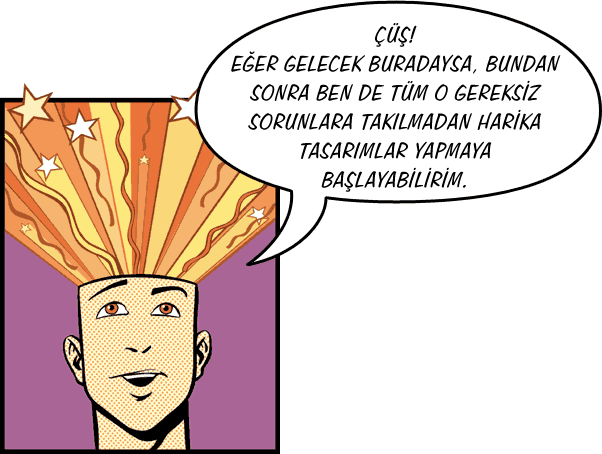 ÇÜŞ!
EĞER GELECEK BURADAYSA, BUNDAN
SONRA BEN DE TÜM O GEREKSİZ
SORUNLARA TAKILMADAN HARİKA
TASARIMLAR YAPMAYA
BAŞLAYABİLİRİM.